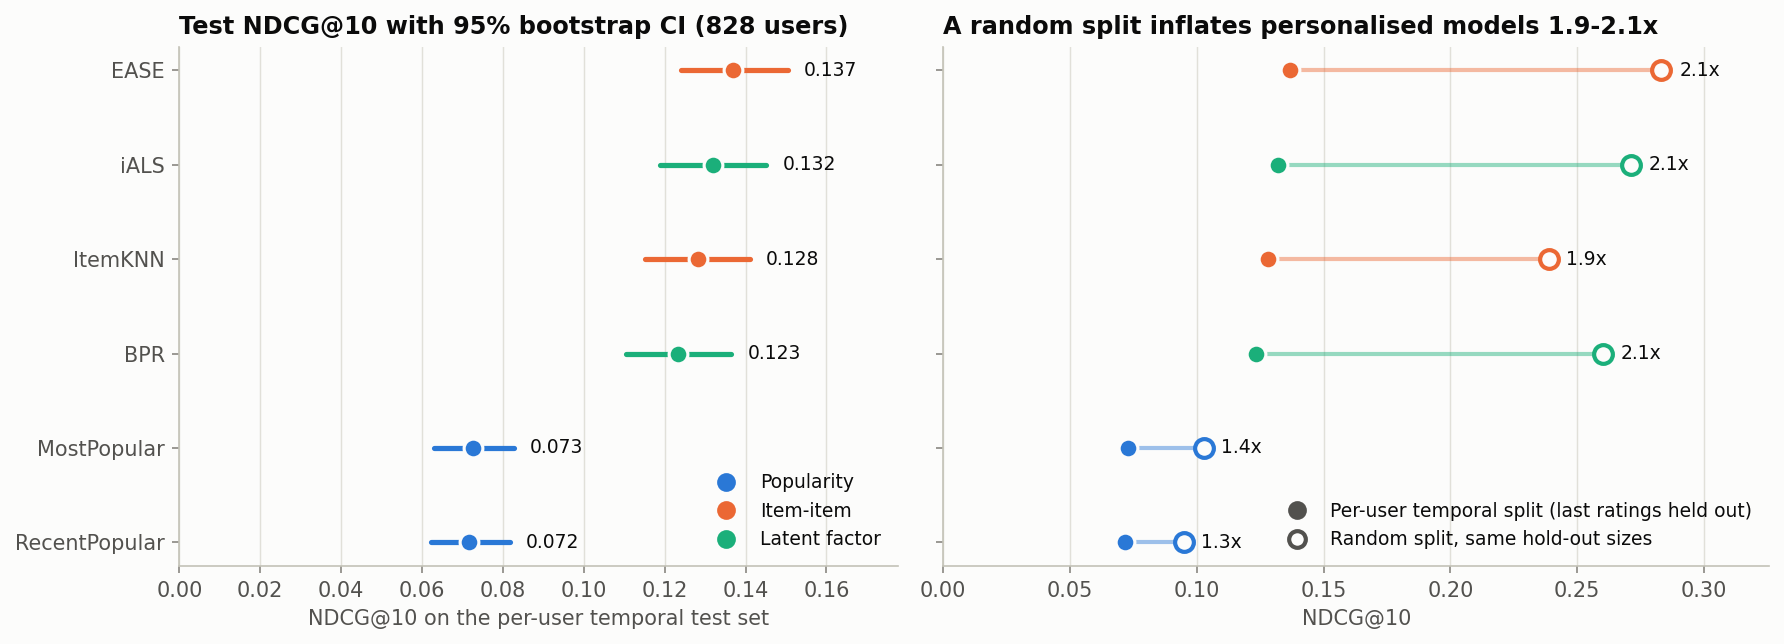 Test NDCG@10 with 95% bootstrap CI (828 users)
EASE
0.137
iALS
0.132
ItemKNN
0.128
BPR
0.123
MostPopular
0.073
RecentPopular
0.072
Popularity
Item-item
Latent factor
0.00 0.02 0.04 0.06 0.08 0.10 0.12 0.14 0.16
NDCG@10 on the per-user temporal test set
A random split inflates personalised models 1.9-2.1x
2.1x
2.1x
1.9x
2.1x
1.4x
1.3x
Per-user temporal split (last ratings held out)
Random split, same hold-out sizes
0.00 0.05 0.10 0.15 0.20 0.25 0.30
NDCG@10